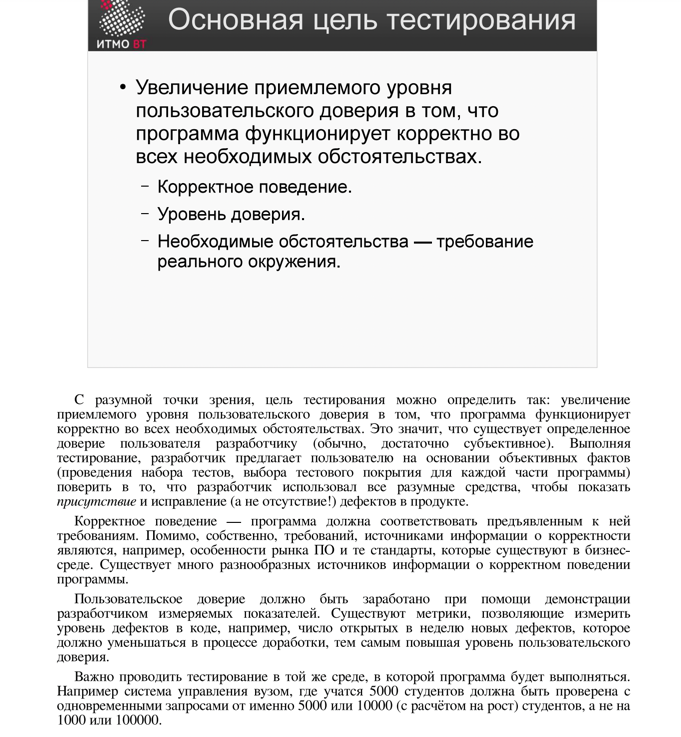 Основная цель тестирования
ИТМО ВТ
• Увеличение приемлемого уровня
пользовательского доверия в том, что
программа функционирует корректно во
всех необходимых обстоятельствах.
– Корректное поведение.
– Уровень доверия.
– Необходимые обстоятельства — требование
реального окружения.
С разумной точки зрения, цель тестирования можно определить так: увеличение
приемлемого уровня пользовательского доверия в том, что программа функционирует
корректно во всех необходимых обстоятельствах. Это значит, что существует определенное
доверие пользователя разработчику (обычно, достаточно субъективное). Выполняя
тестирование, разработчик предлагает пользователю на основании объективных фактов
(проведения набора тестов, выбора тестового покрытия для каждой части программы)
поверить в то, что разработчик использовал все разумные средства, чтобы показать
присутствие и исправление (а не отсутствие!) дефектов в продукте.
Корректное поведение — программа должна соответствовать предъявленным к ней
требованиям. Помимо, собственно, требований, источниками информации о корректности
являются, например, особенности рынка ПО и те стандарты, которые существуют в бизнес-
среде. Существует много разнообразных источников информации о корректном поведении
программы.
Пользовательское доверие должно быть заработано при помощи демонстрации
разработчиком измеряемых показателей. Существуют метрики, позволяющие измерить
уровень дефектов в коде, например, число открытых в неделю новых дефектов, которое
должно уменьшаться в процессе доработки, тем самым повышая уровень пользовательского
доверия.
Важно проводить тестирование в той же среде, в которой программа будет выполняться.
Например система управления вузом, где учатся 5000 студентов должна быть проверена с
одновременными запросами от именно 5000 или 10000 (с расчётом на рост) студентов, а не на
1000 или 100000.